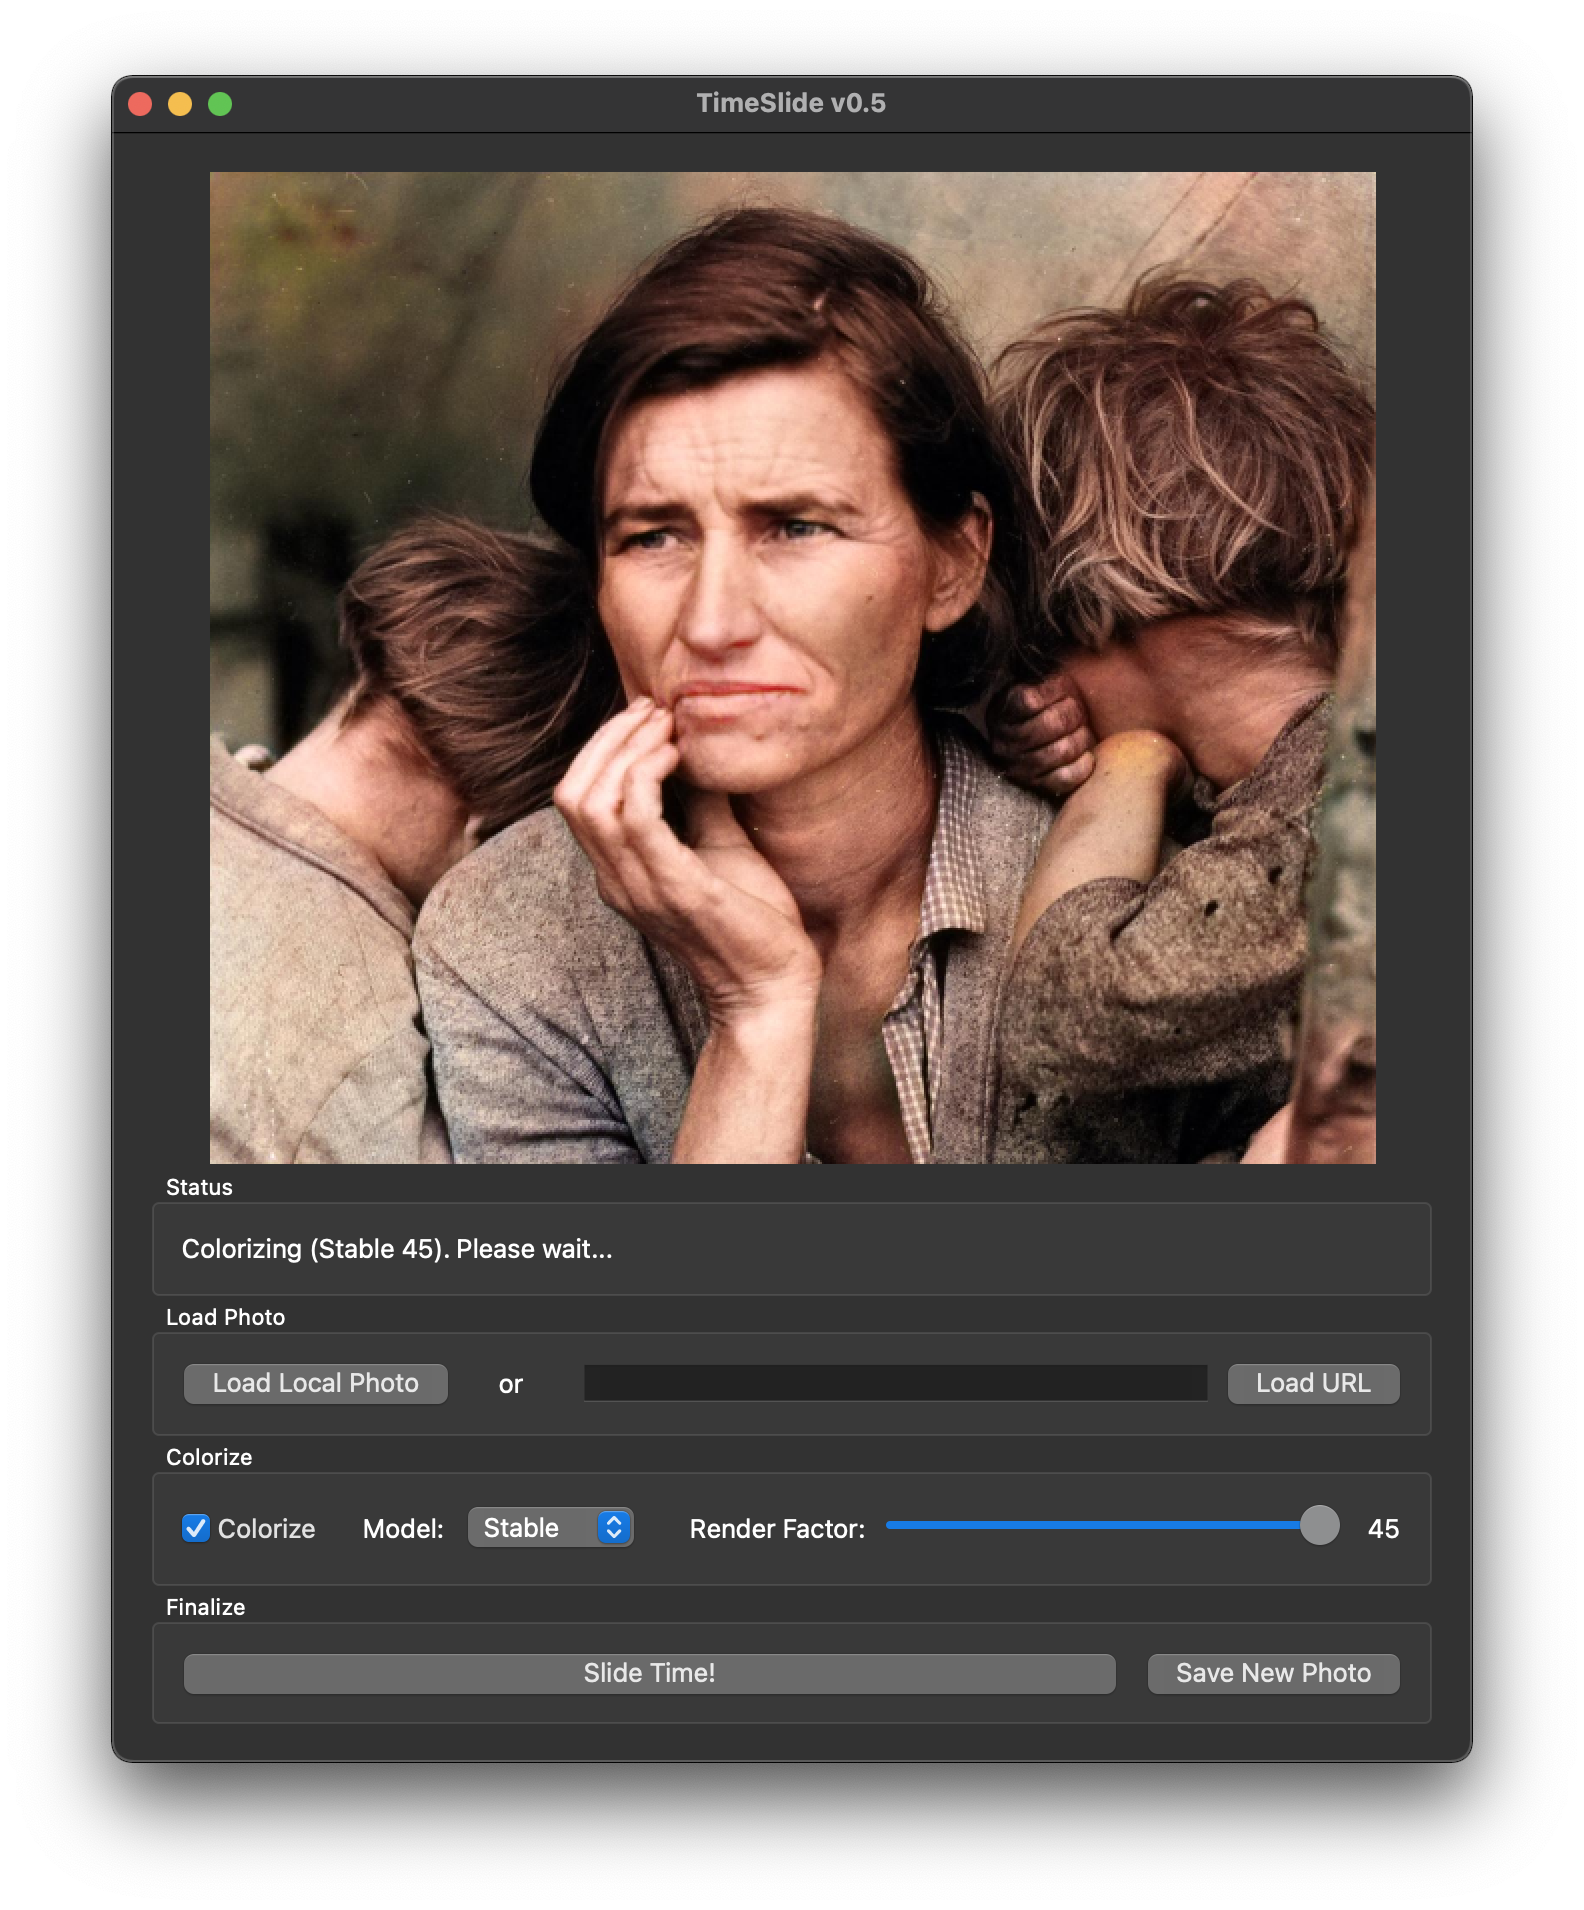 TimeSlide v0.5
Status
Colorizing (Stable 45). Please wait...
Load Photo
Load Local Photo or Load URL
Colorize
Colorize Model: Stable Render Factor: 45
Finalize
Slide Time! Save New Photo